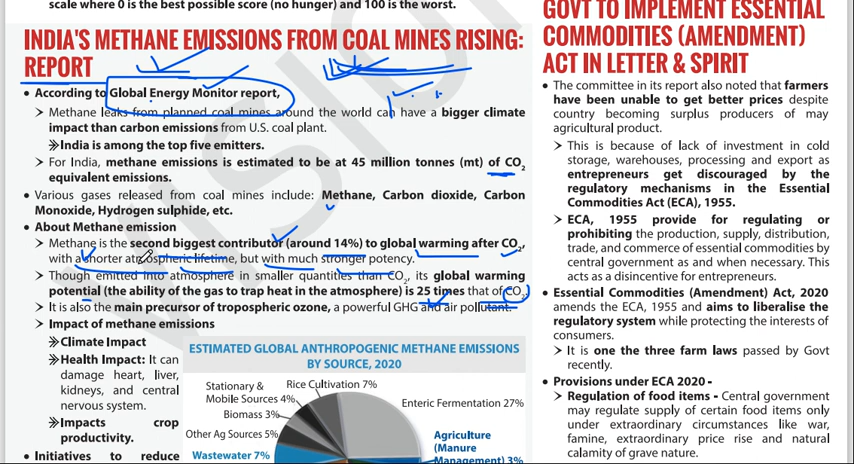 scale where 0 is the best possible score (no hunger) and 100 is the worst.
INDIA'S METHANE EMISSIONS FROM COAL MINES RISING:
REPORT
• According to Global Energy Monitor report,
➢ Methane leaks from planned coal mines around the world can have a bigger climate
impact than carbon emissions from U.S. coal plant.
⋙India is among the top five emitters.
➢ For India, methane emissions is estimated to be at 45 million tonnes (mt) of CO₂
equivalent emissions.
• Various gases released from coal mines include: Methane, Carbon dioxide, Carbon
Monoxide, Hydrogen sulphide, etc.
• About Methane emission
➢ Methane is the second biggest contributor (around 14%) to global warming after CO₂,
with a shorter atmospheric lifetime, but with much stronger potency.
➢ Though emitted into atmosphere in smaller quantities than CO₂, its global warming
potential (the ability of the gas to trap heat in the atmosphere) is 25 times that of CO₂.
➢ It is also the main precursor of tropospheric ozone, a powerful GHG and air pollutant.
➢ Impact of methane emissions
⋙Climate Impact
⋙Health Impact: It can
damage heart, liver,
kidneys, and central
nervous system.
⋙Impacts crop
productivity.
• Initiatives to reduce
ESTIMATED GLOBAL ANTHROPOGENIC METHANE EMISSIONS
BY SOURCE, 2020
Stationary &
Mobile Sources 4%
Rice Cultivation 7%
Biomass 3%
Enteric Fermentation 27%
Other Ag Sources 5%
Wastewater 7%
Agriculture
(Manure
Management) 3%
GOVT TO IMPLEMENT ESSENTIAL
COMMODITIES (AMENDMENT)
ACT IN LETTER & SPIRIT
• The committee in its report also noted that farmers
have been unable to get better prices despite
country becoming surplus producers of may
agricultural product.
➢ This is because of lack of investment in cold
storage, warehouses, processing and export as
entrepreneurs get discouraged by the
regulatory mechanisms in the Essential
Commodities Act (ECA), 1955.
➢ ECA, 1955 provide for regulating or
prohibiting the production, supply, distribution,
trade, and commerce of essential commodities by
central government as and when necessary. This
acts as a disincentive for entrepreneurs.
• Essential Commodities (Amendment) Act, 2020
amends the ECA, 1955 and aims to liberalise the
regulatory system while protecting the interests of
consumers.
➢ It is one the three farm laws passed by Govt
recently.
• Provisions under ECA 2020 -
➢ Regulation of food items - Central government
may regulate supply of certain food items only
under extraordinary circumstances like war,
famine, extraordinary price rise and natural
calamity of grave nature.